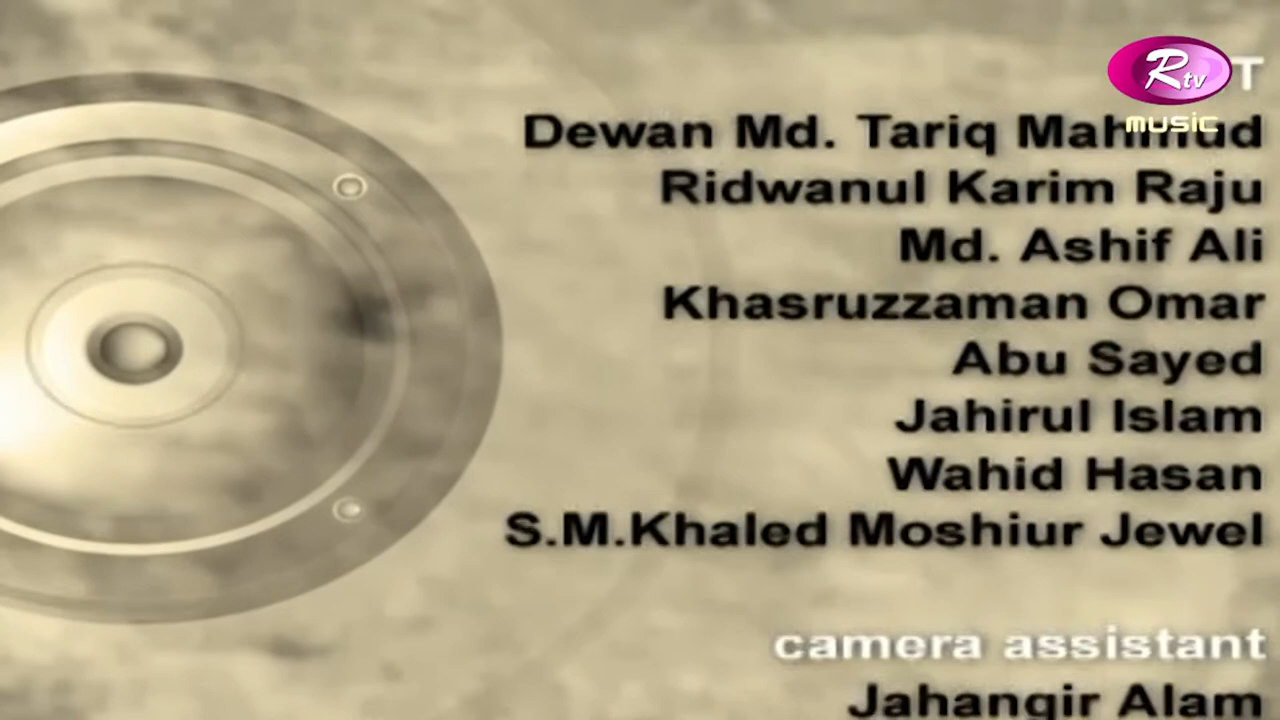 Rtv
T
music
Dewan Md. Tariq Mahmud
Ridwanul Karim Raju
Md. Ashif Ali
Khasruzzaman Omar
Abu Sayed
Jahirul Islam
Wahid Hasan
S.M.Khaled Moshiur Jewel
camera assistant
Jahangir Alam